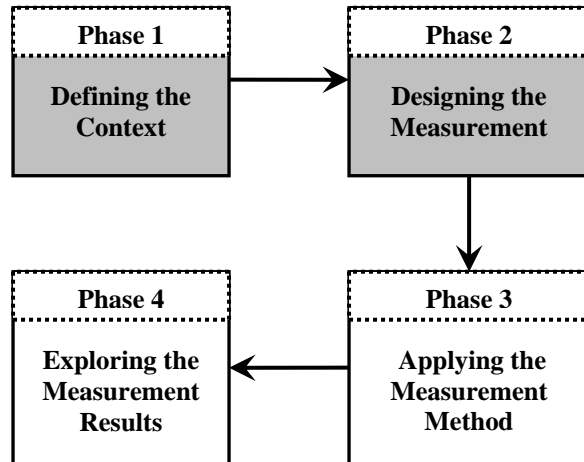 Phase 1
Defining the
Context
Phase 2
Designing the
Measurement
Phase 3
Applying the
Measurement
Method
Phase 4
Exploring the
Measurement
Results